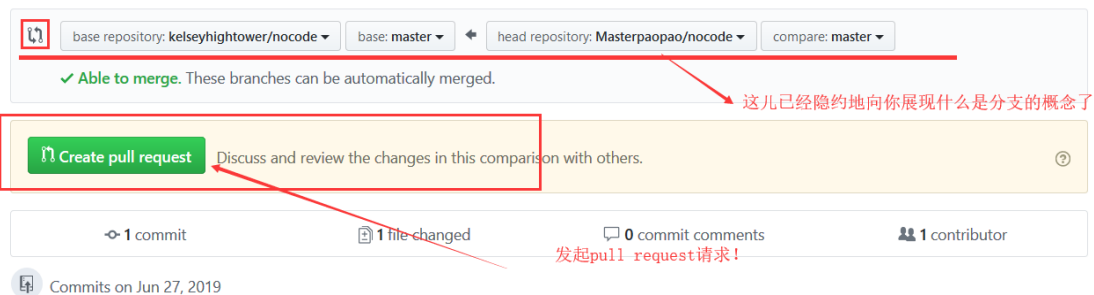 base repository: kelseyhightower/nocode base: master head repository: Masterpaopao/nocode compare: master
Able to merge. These branches can be automatically merged.
这儿已经隐约地向你展现什么是分支的概念了
Create pull request Discuss and review the changes in this comparison with others.
1 commit 1 file changed 0 commit comments 1 contributor
发起pull request请求！
Commits on Jun 27, 2019